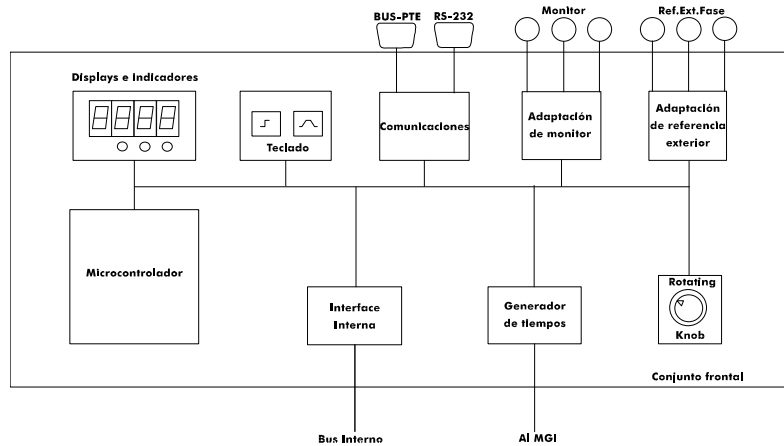 BUS-PTE
RS-232
Monitor
Ref.Ext.Fase
Displays e Indicadores
Teclado
Comunicaciones
Adaptación
de monitor
Adaptación
de referencia
exterior
Microcontrolador
Interface
Interna
Generador
de tiempos
Rotating
Knob
Conjunto frontal
Bus Interno
Al MGI